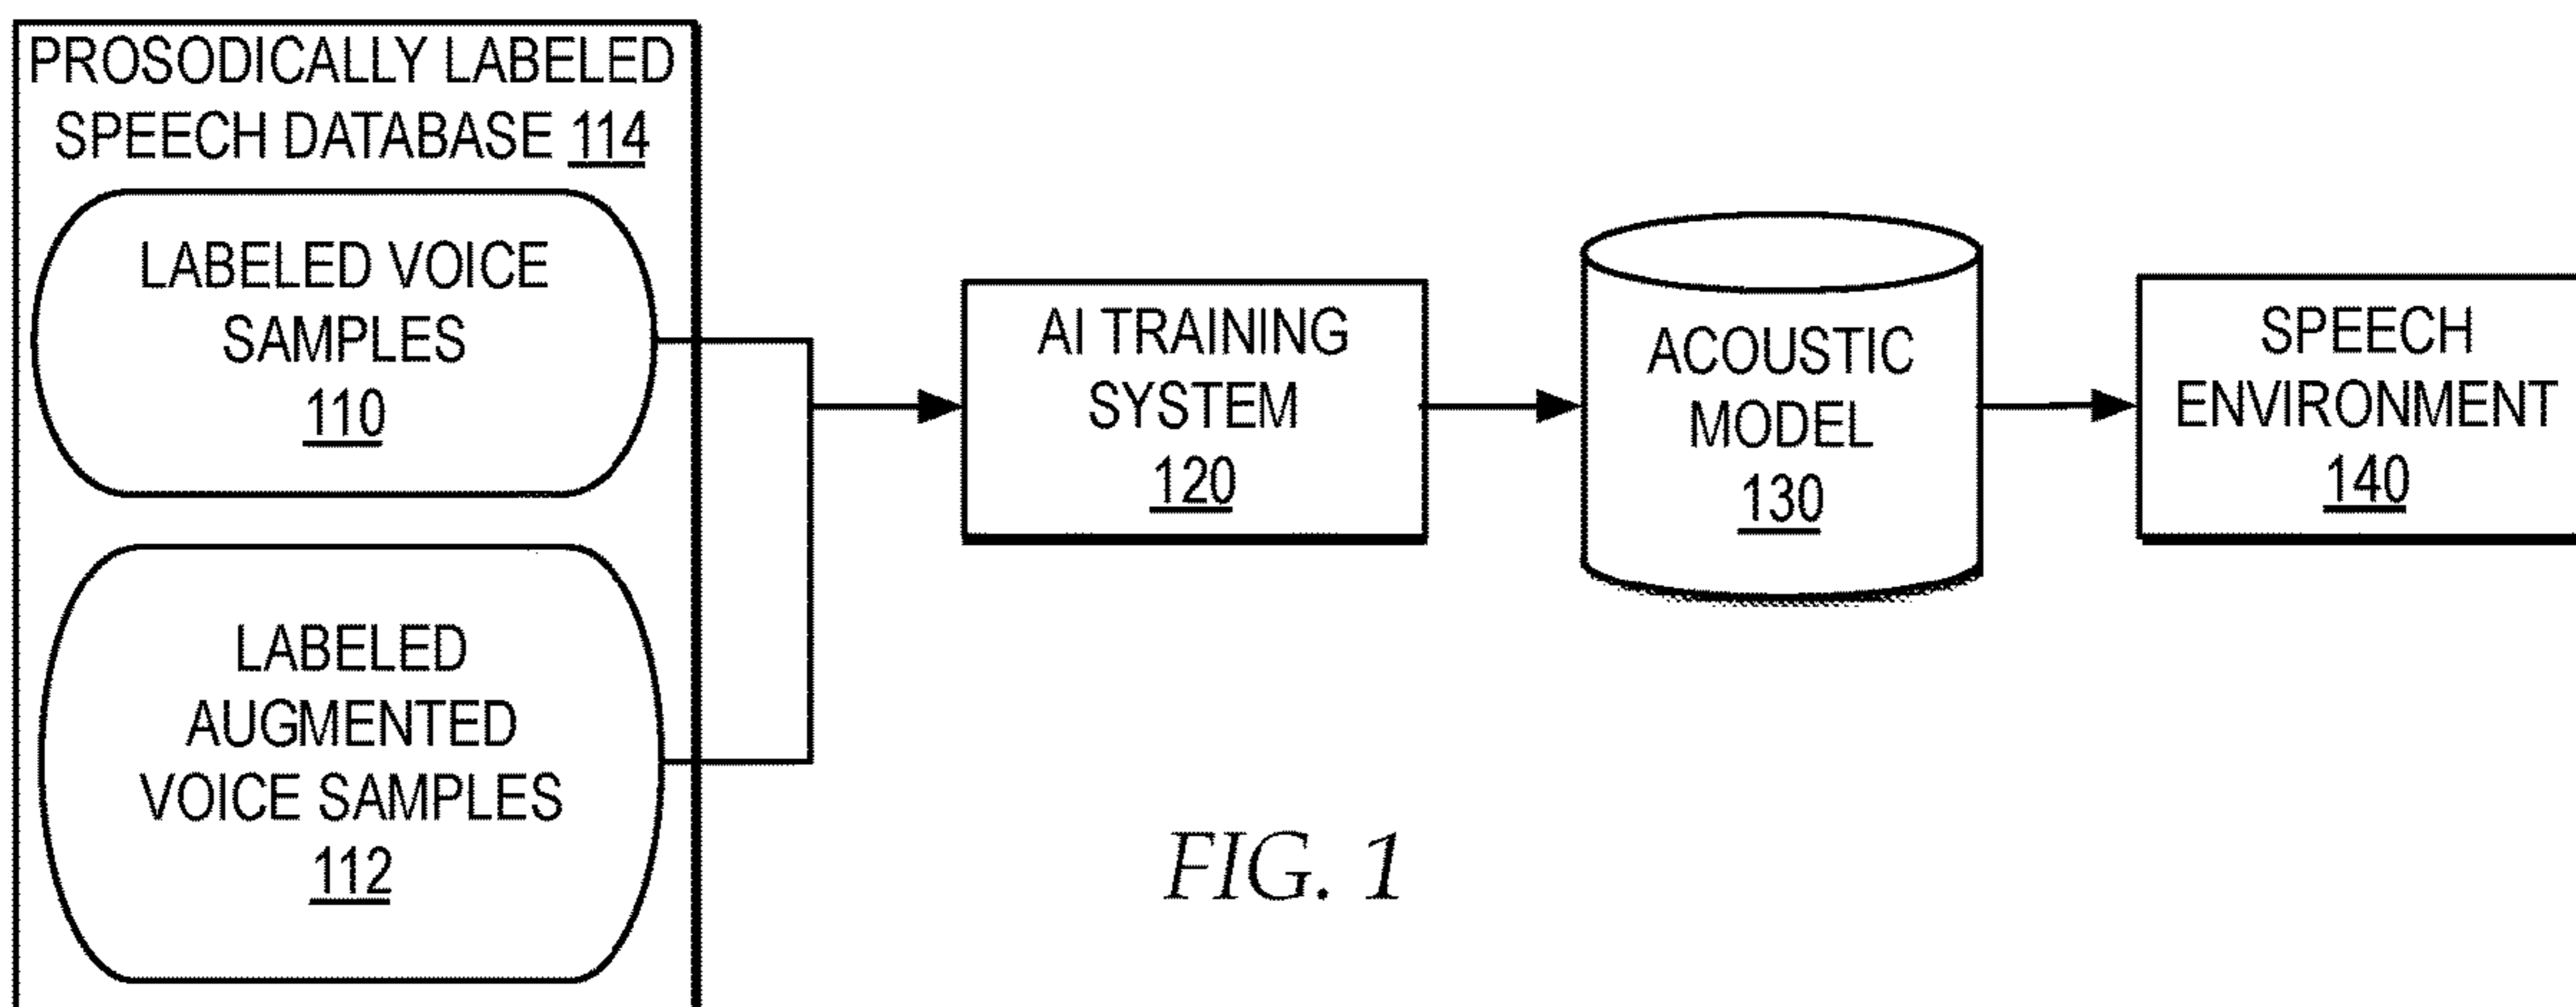 PROSODICALLY LABELED
SPEECH DATABASE 114
LABELED VOICE
SAMPLES
110
LABELED
AUGMENTED
VOICE SAMPLES
112
AI TRAINING
SYSTEM
120
ACOUSTIC
MODEL
130
SPEECH
ENVIRONMENT
140
FIG. 1